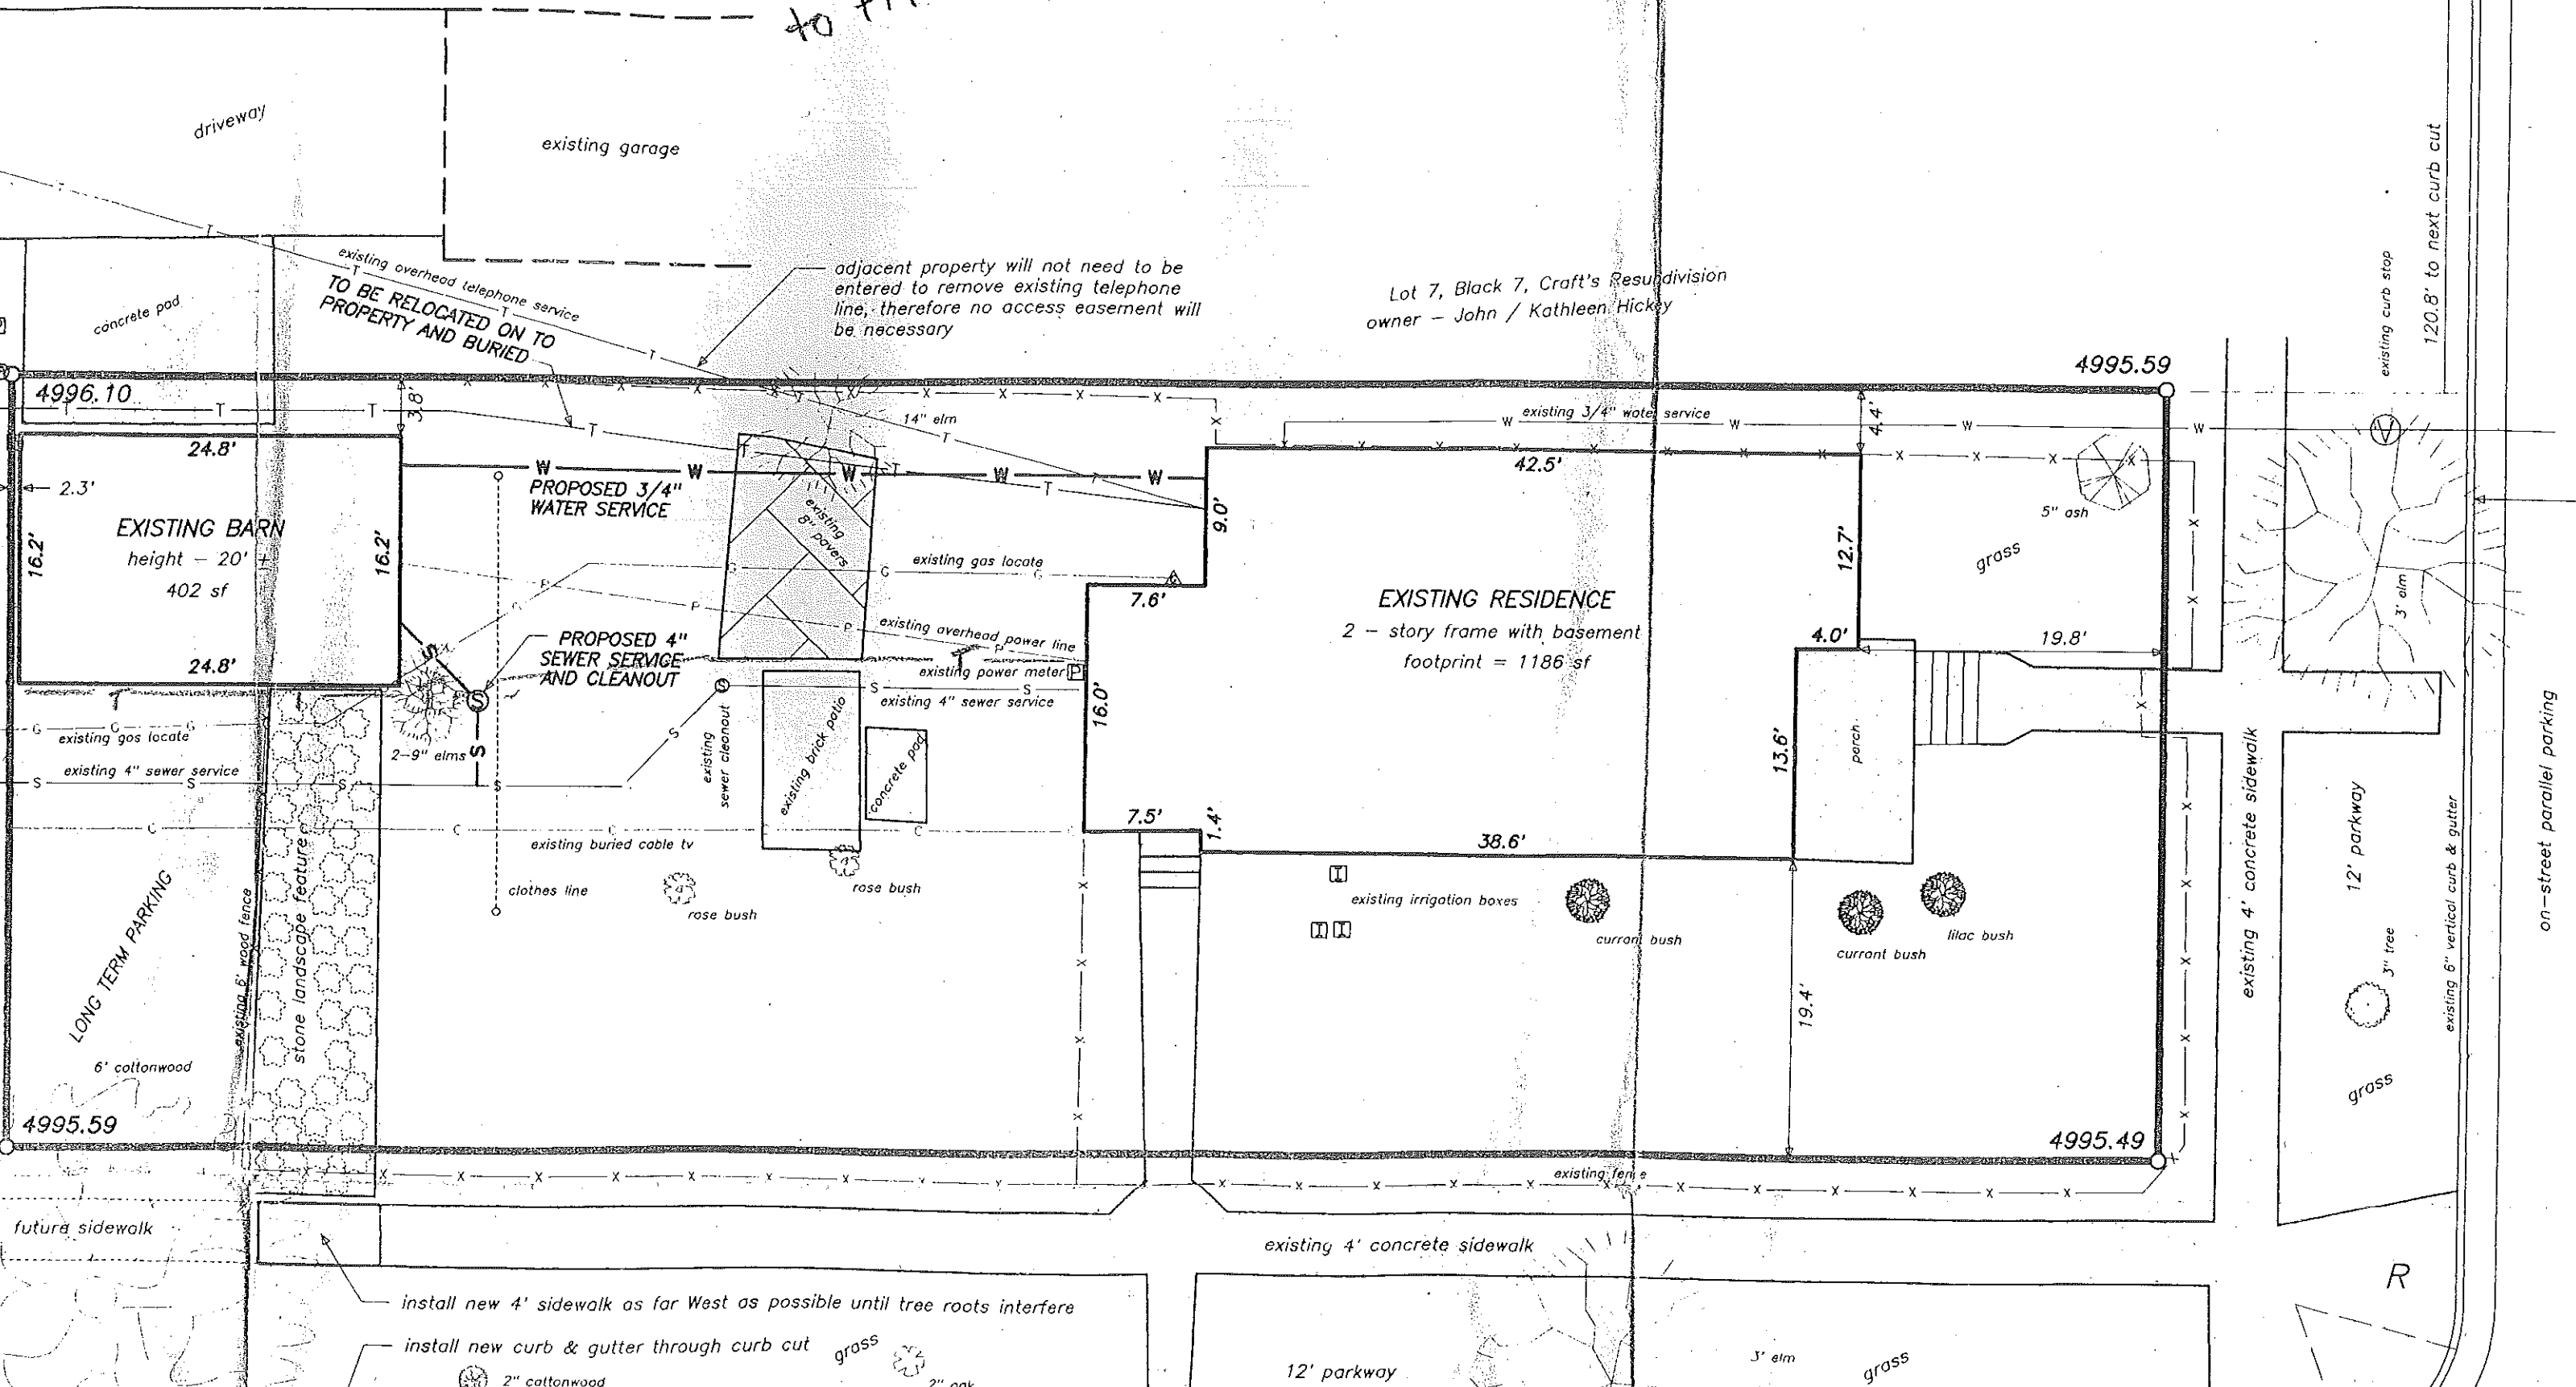 to
driveway
existing garage
120.8' to next curb cut
existing curb stop
existing overhead telephone service
TO BE RELOCATED ON TO
PROPERTY AND BURIED
concrete pad
adjacent property will not need to be
entered to remove existing telephone
line, therefore no access easement will
be necessary
Lot 7, Block 7, Craft's Resubdivision
owner – John / Kathleen Hickey
4995.59
4996.10
3.8'
14" elm
existing 3/4" water service
4.4'
24.8'
2.3'
PROPOSED 3/4"
WATER SERVICE
42.5'
9.0'
5" ash
grass
EXISTING BARN
height – 20' ±
402 sf
16.2'
16.2'
24.8'
existing
8" pavers
existing gas locate
7.6'
12.7'
3' elm
EXISTING RESIDENCE
2 – story frame with basement
footprint = 1186 sf
4.0'
19.8'
PROPOSED 4"
SEWER SERVICE
AND CLEANOUT
existing overhead power line
existing power meter
P
existing 4" sewer service
16.0'
existing gas locate
2–9" elms
existing 4" sewer service
existing
sewer cleanout
existing brick patio
concrete pad
13.6'
porch
7.5'
1.4'
38.6'
existing buried cable tv
clothes line
rose bush
rose bush
existing irrigation boxes
currant bush
currant bush
lilac bush
LONG TERM PARKING
existing 6' wood fence
stone landscape feature
6' cottonwood
19.4'
existing 4' concrete sidewalk
12' parkway
3" tree
grass
existing 6" vertical curb & gutter
on–street parallel parking
4995.59
4995.49
existing fence
future sidewalk
existing 4' concrete sidewalk
R
install new 4' sidewalk as far West as possible until tree roots interfere
install new curb & gutter through curb cut
grass
2" cottonwood
2" oak
12' parkway
3' elm
grass